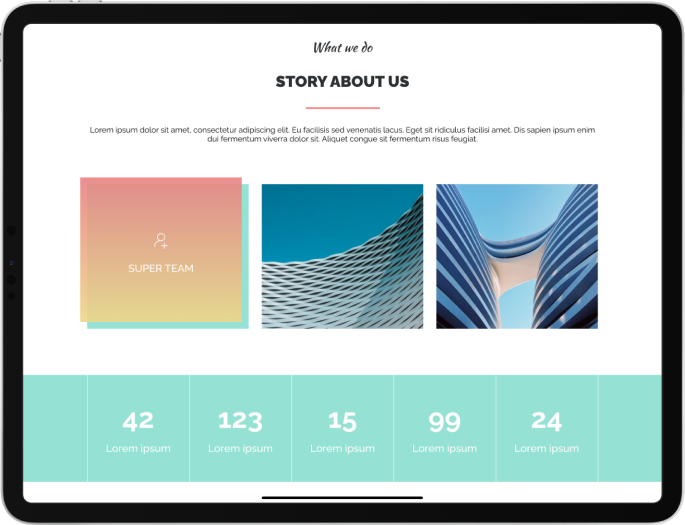 What we do
STORY ABOUT US
Lorem ipsum dolor sit amet, consectetur adipiscing elit. Eu facilisis sed venenatis lacus. Eget sit ridiculus facilisi amet. Dis sapien ipsum enim
dui fermentum viverra dolor sit. Aliquet congue sit fermentum risus feugiat.
SUPER TEAM
42 123 15 99 24
Lorem ipsum Lorem ipsum Lorem ipsum Lorem ipsum Lorem ipsum